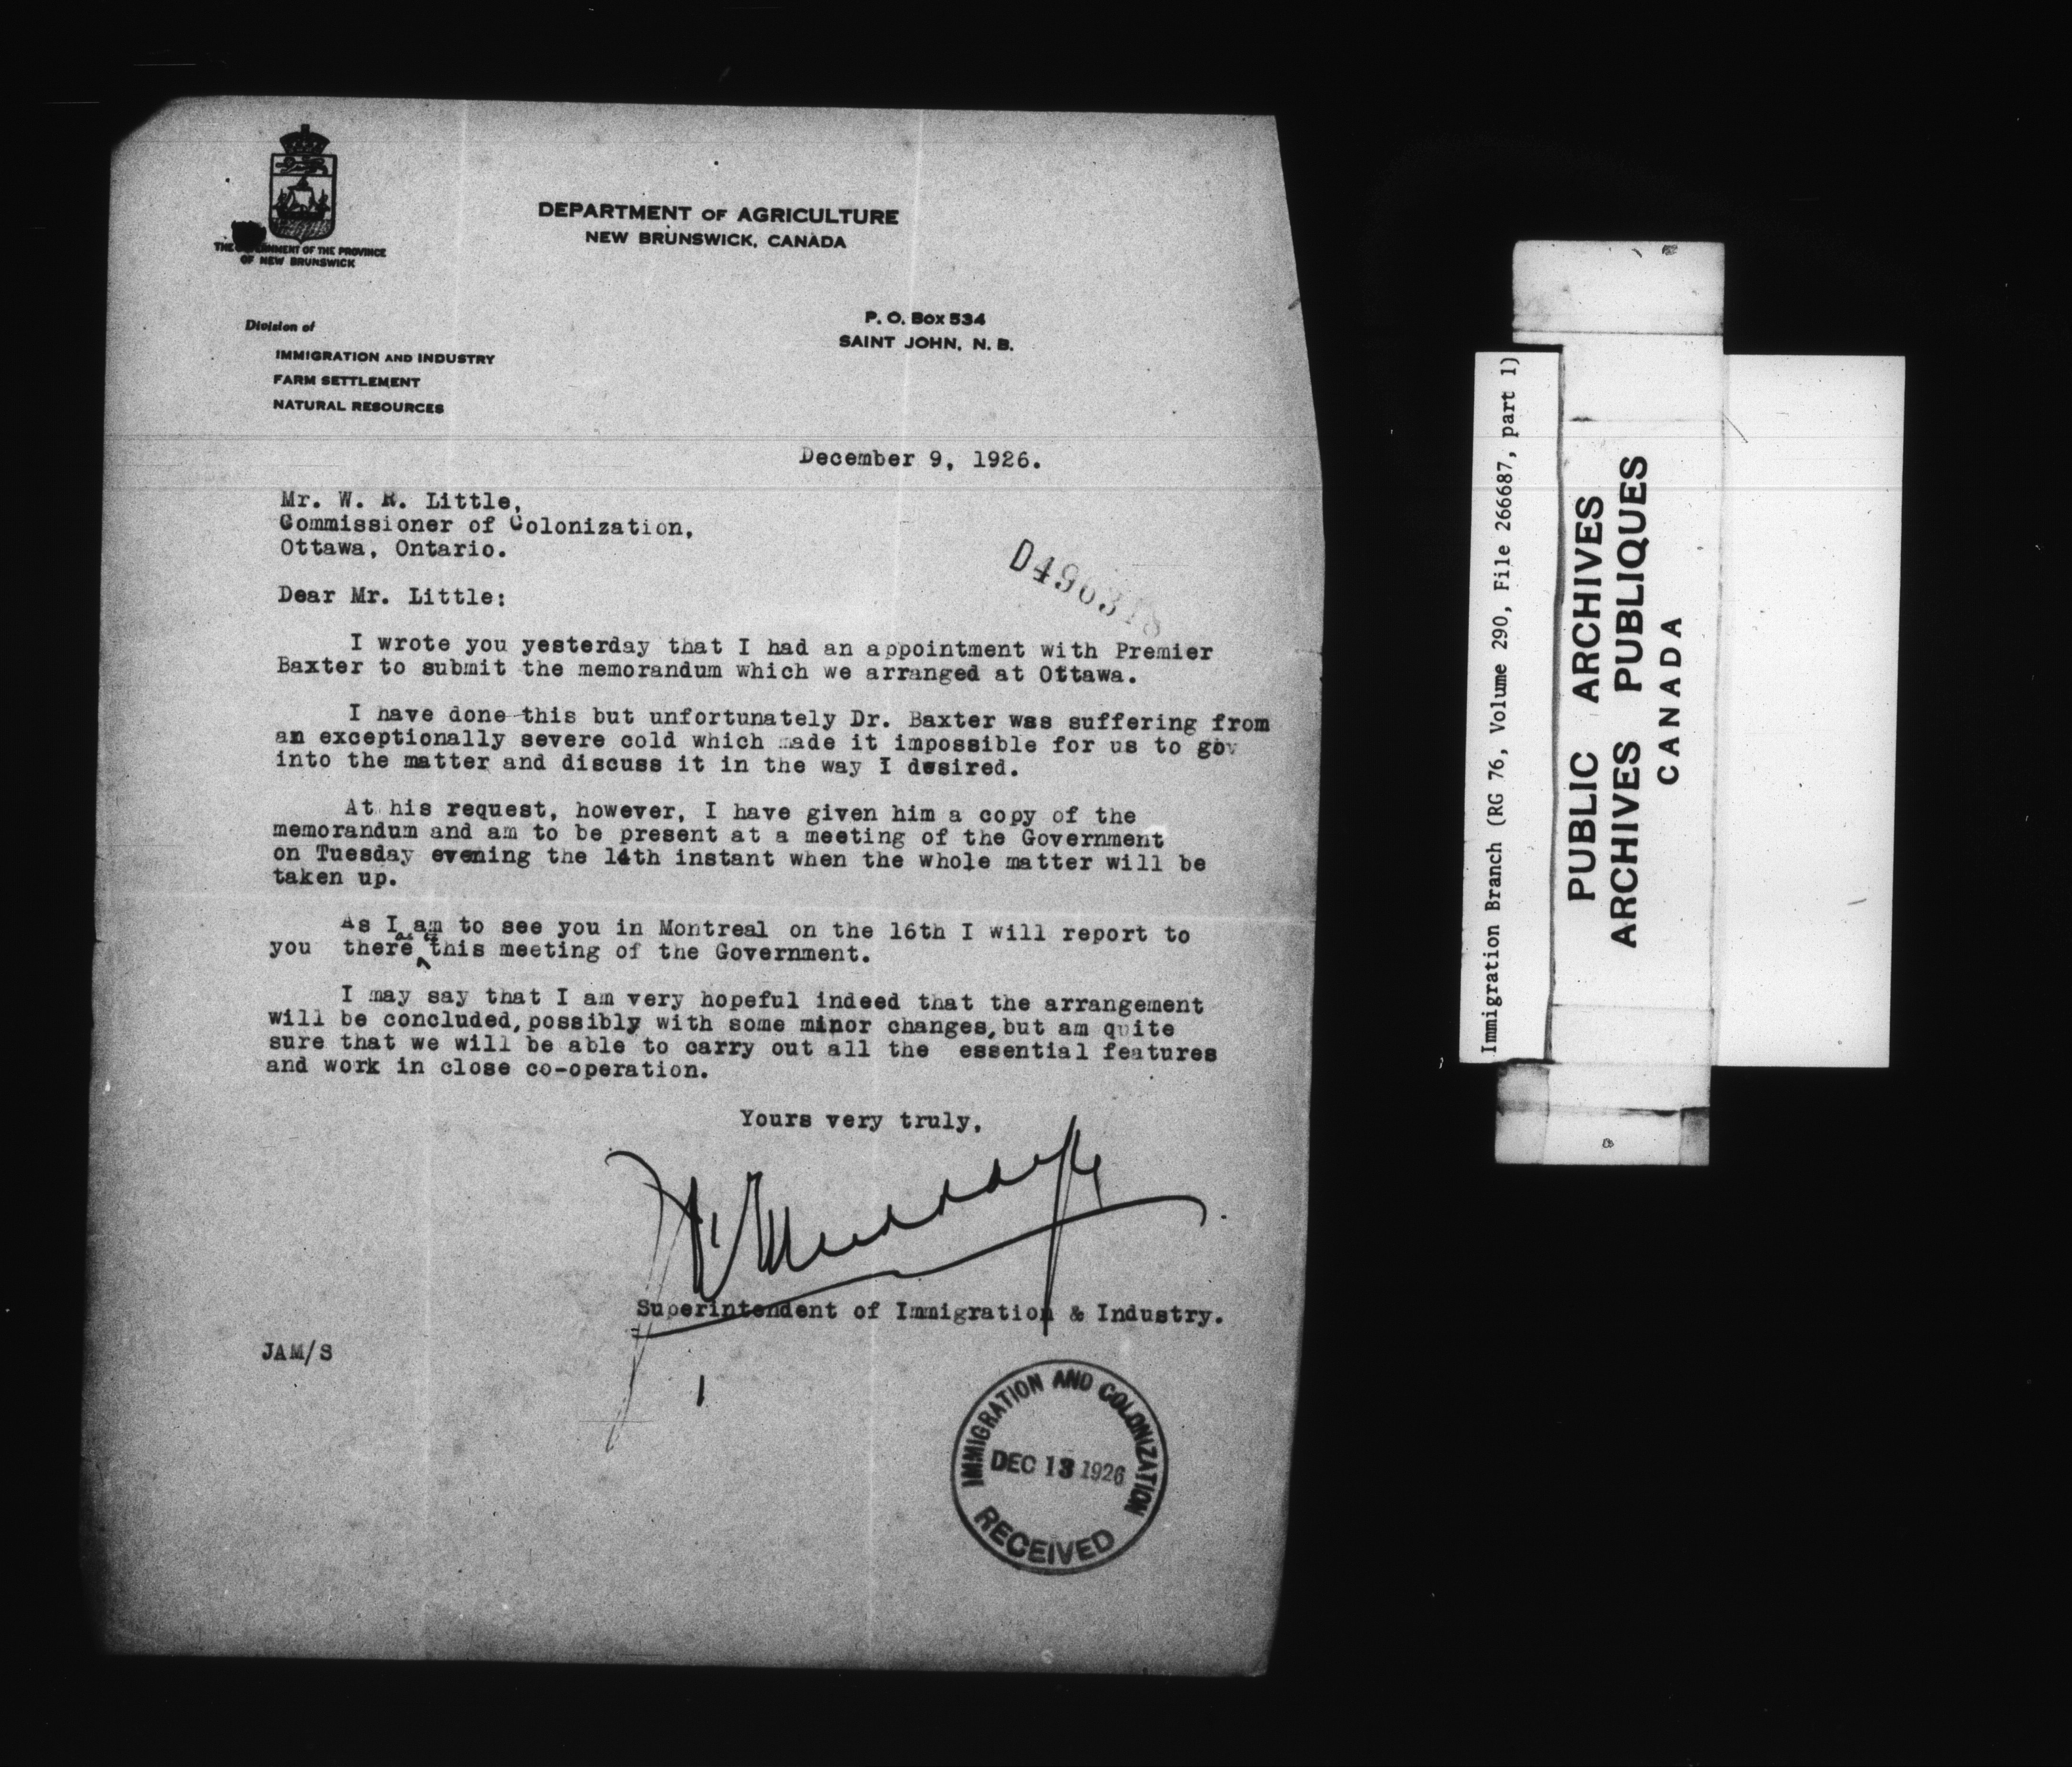 THE GOVERNMENT OF THE PROVINCE
OF NEW BRUNSWICK
DEPARTMENT OF AGRICULTURE
NEW BRUNSWICK, CANADA
Division of
IMMIGRATION AND INDUSTRY
FARM SETTLEMENT
NATURAL RESOURCES
P. O. Box 534
SAINT JOHN, N. B.
December 9, 1926.
Mr. W. R. Little,
Commissioner of Colonization,
Ottawa, Ontario.
D496318
Dear Mr. Little:
I wrote you yesterday that I had an appointment with Premier
Baxter to submit the memorandum which we arranged at Ottawa.
I have done this but unfortunately Dr. Baxter was suffering from
an exceptionally severe cold which made it impossible for us to gov
into the matter and discuss it in the way I desired.
At his request, however, I have given him a copy of the
memorandum and am to be present at a meeting of the Government
on Tuesday evening the 14th instant when the whole matter will be
taken up.
As I am to see you in Montreal on the 16th I will report to
you there this meeting of the Government.
I may say that I am very hopeful indeed that the arrangement
will be concluded, possibly with some minor changes, but am quite
sure that we will be able to carry out all the essential features
and work in close co-operation.
Yours very truly,
Superintendent of Immigration & Industry.
JAM/S
IMMIGRATION AND COLONIZATION
DEC 13 1926
RECEIVED
Immigration Branch (RG 76, Volume 290, File 266687, part 1)
PUBLIC ARCHIVES
ARCHIVES PUBLIQUES
CANADA